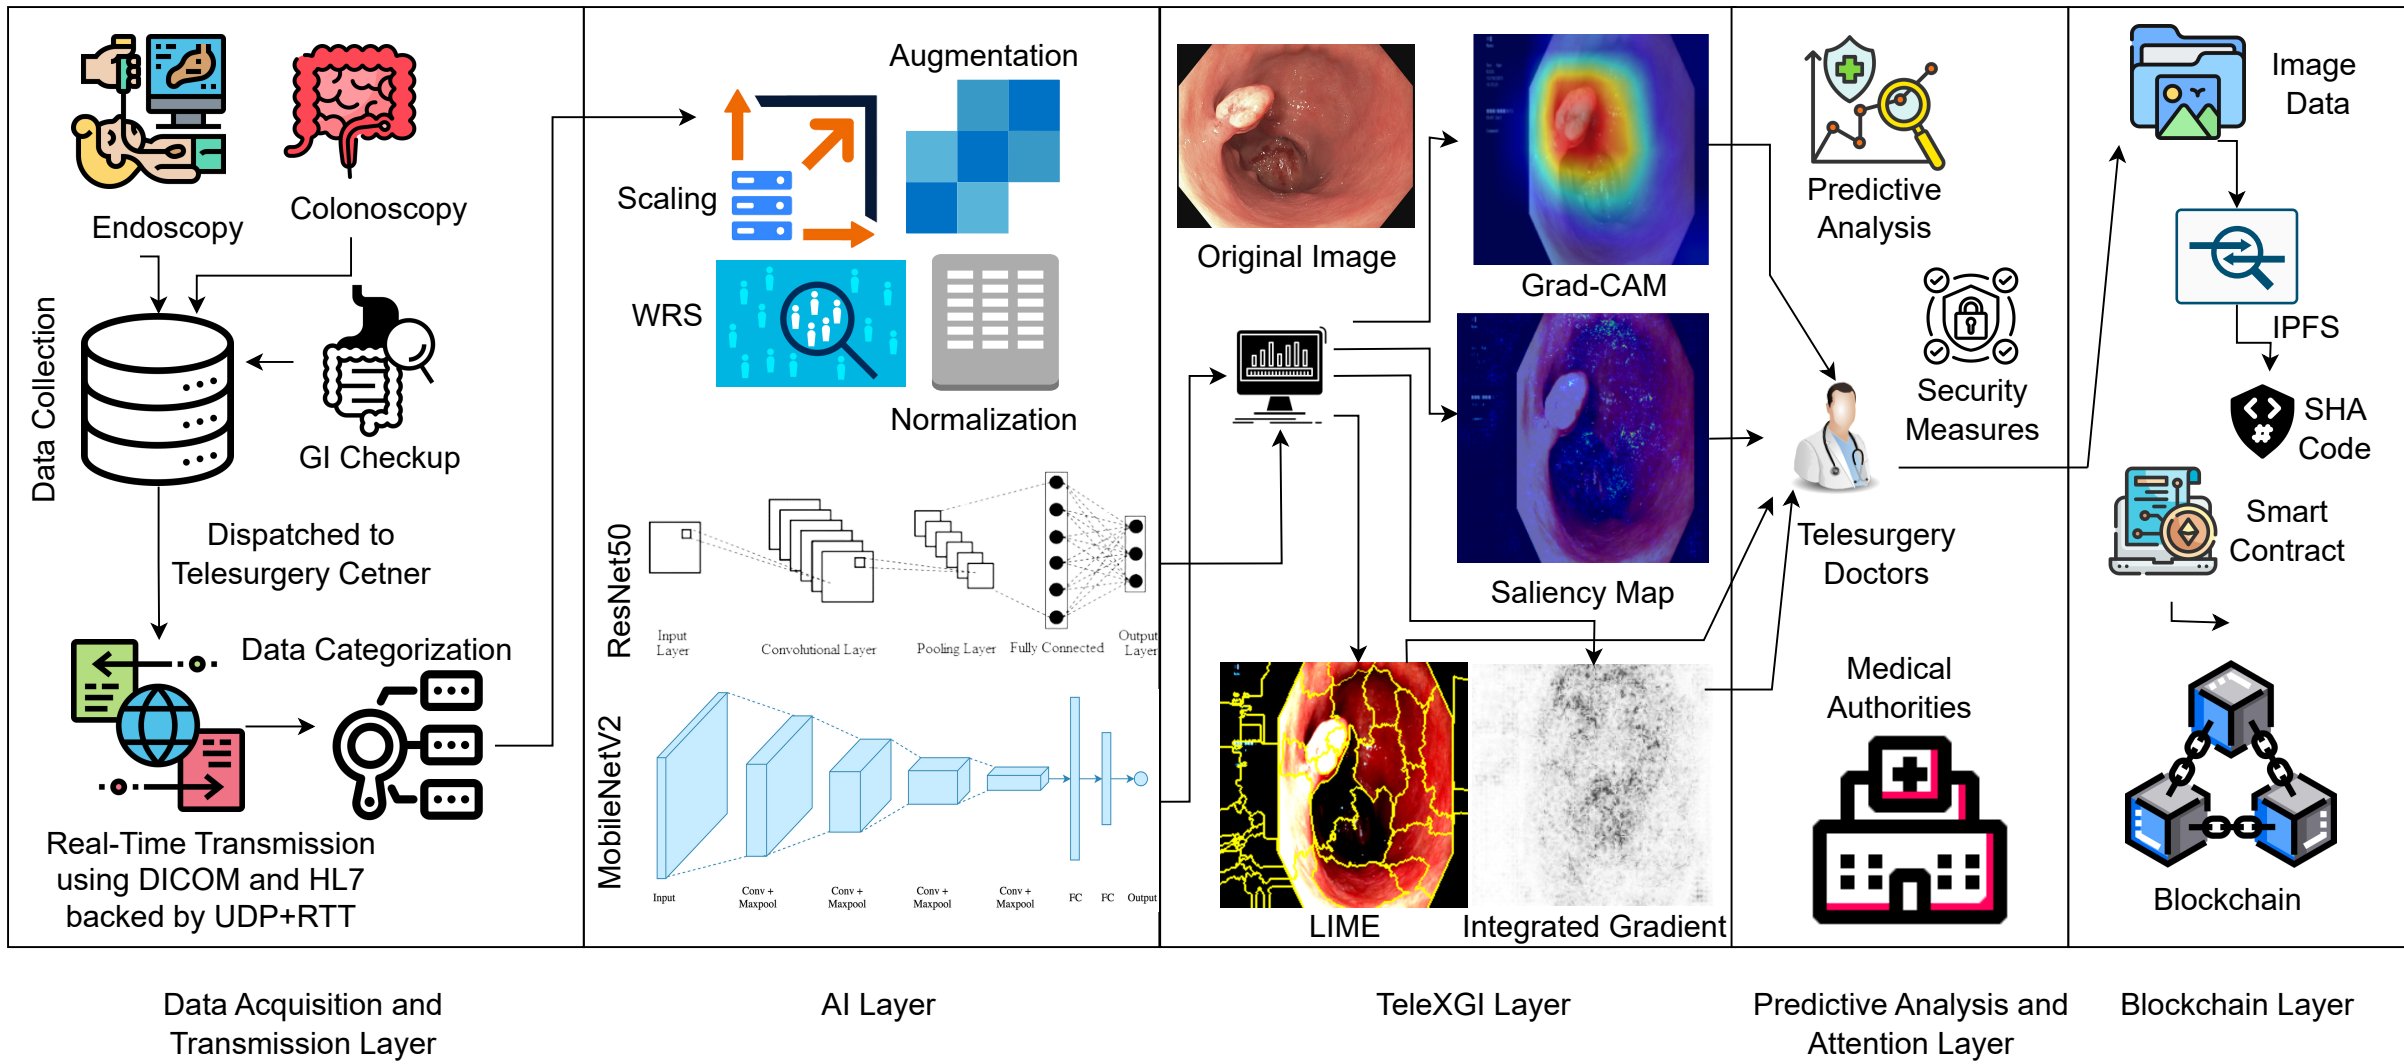 Endoscopy
Colonoscopy
Data Collection
GI Checkup
Dispatched to
Telesurgery Cetner
Data Categorization
Real-Time Transmission
using DICOM and HL7
backed by UDP+RTT
Augmentation
Scaling
WRS
Normalization
ResNet50
Input
Layer
Convolutional Layer
Pooling Layer
Fully Connected
Output
Layer
MobileNetV2
Input
Conv +
Maxpool
Conv +
Maxpool
Conv +
Maxpool
Conv +
Maxpool
FC
FC
Output
Original Image
Grad-CAM
Saliency Map
LIME
Integrated Gradient
Predictive
Analysis
Security
Measures
Telesurgery
Doctors
Medical
Authorities
Image
Data
IPFS
SHA
Code
Smart
Contract
Blockchain
Data Acquisition and
Transmission Layer
AI Layer
TeleXGI Layer
Predictive Analysis and
Attention Layer
Blockchain Layer